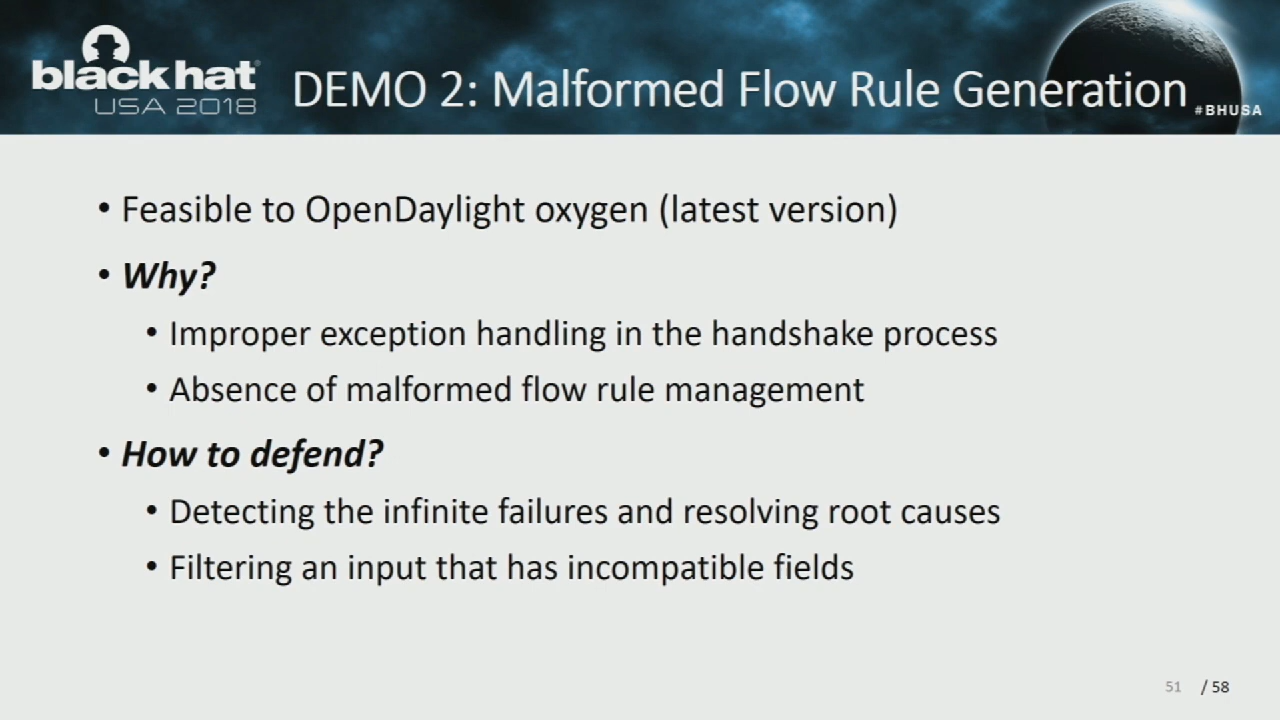 black hat
USA 2018
DEMO 2: Malformed Flow Rule Generation
#BHUSA
• Feasible to OpenDaylight oxygen (latest version)
• Why?
• Improper exception handling in the handshake process
• Absence of malformed flow rule management
• How to defend?
• Detecting the infinite failures and resolving root causes
• Filtering an input that has incompatible fields
51 / 58